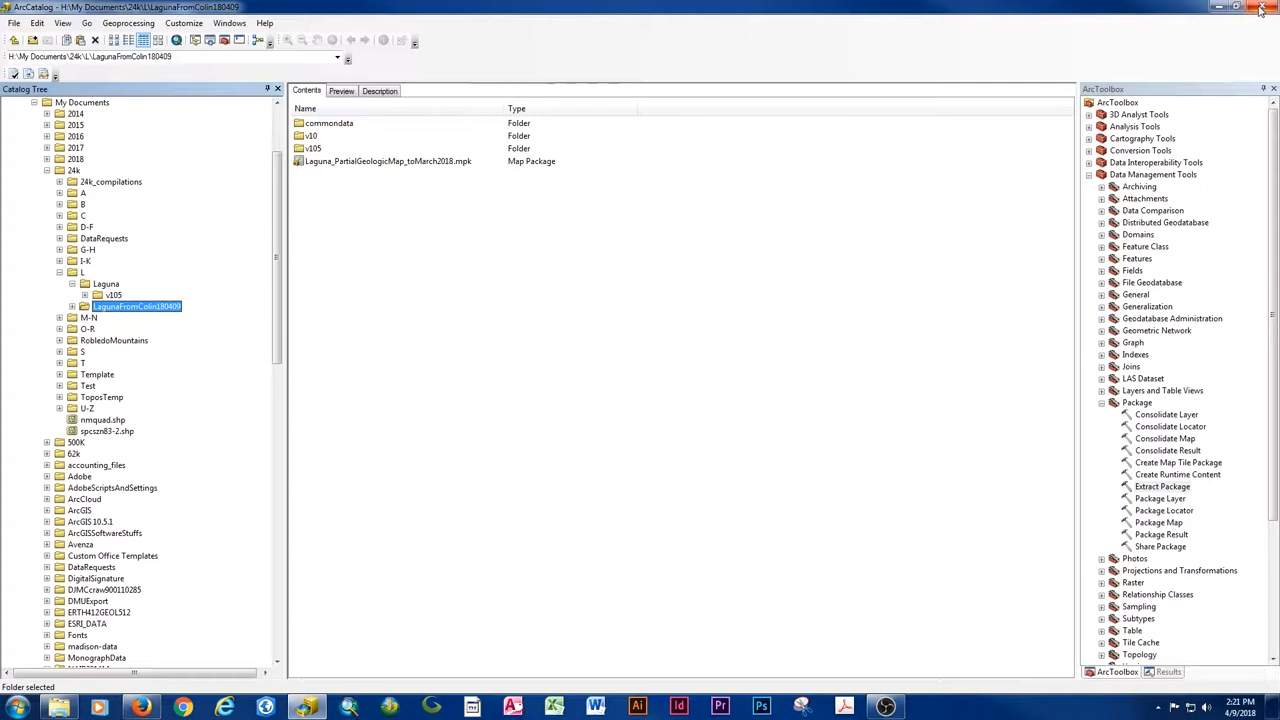 ArcCatalog - H:\My Documents\24k\L\LagunaFromColin180409
File Edit View Go Geoprocessing Customize Windows Help
H:\My Documents\24k\L\LagunaFromColin180409
Catalog Tree
My Documents
2014
2015
2016
2017
2018
24k
24k_compilations
A
B
C
D-F
DataRequests
G-H
I-K
L
Laguna
v105
LagunaFromColin180409
M-N
O-R
RobledoMountains
S
T
Template
Test
ToposTemp
U-Z
nmquad.shp
spcszn83-2.shp
500K
62k
accounting_files
Adobe
AdobeScriptsAndSettings
ArcCloud
ArcGIS
ArcGIS 10.5.1
ArcGISSoftwareStuffs
Avenza
Custom Office Templates
DataRequests
DigitalSignature
DJMCcraw900110285
DMUExport
ERTH412GEOL512
ESRI_DATA
Fonts
madison-data
MonographData
Contents Preview Description
Name Type
commondata Folder
v10 Folder
v105 Folder
Laguna_PartialGeologicMap_toMarch2018.mpk Map Package
ArcToolbox
ArcToolbox
3D Analyst Tools
Analysis Tools
Cartography Tools
Conversion Tools
Data Interoperability Tools
Data Management Tools
Archiving
Attachments
Data Comparison
Distributed Geodatabase
Domains
Feature Class
Features
Fields
File Geodatabase
General
Generalization
Geodatabase Administration
Geometric Network
Graph
Indexes
Joins
LAS Dataset
Layers and Table Views
Package
Consolidate Layer
Consolidate Locator
Consolidate Map
Consolidate Result
Create Map Tile Package
Create Runtime Content
Extract Package
Package Layer
Package Locator
Package Map
Package Result
Share Package
Photos
Projections and Transformations
Raster
Relationship Classes
Sampling
Subtypes
Table
Tile Cache
Topology
ArcToolbox Results
Folder selected
2:21 PM
4/9/2018